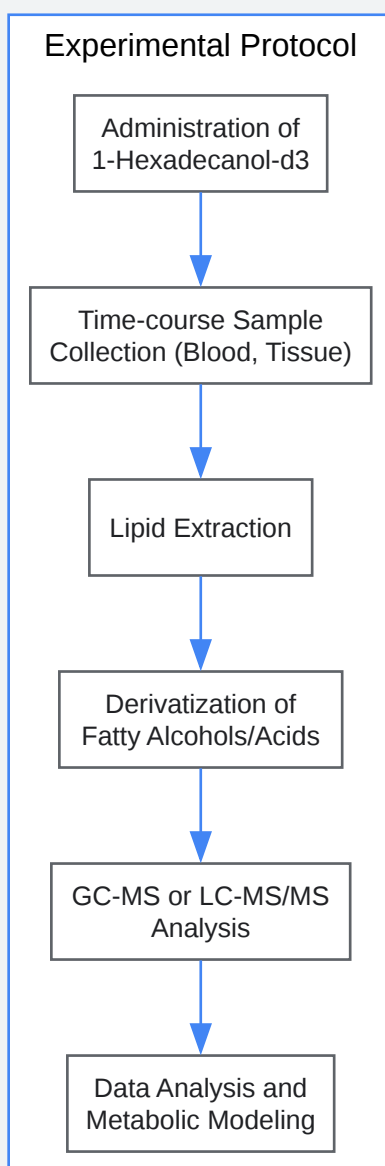 Experimental Protocol
Administration of
1-Hexadecanol-d3
Time-course Sample
Collection (Blood, Tissue)
Lipid Extraction
Derivatization of
Fatty Alcohols/Acids
GC-MS or LC-MS/MS
Analysis
Data Analysis and
Metabolic Modeling